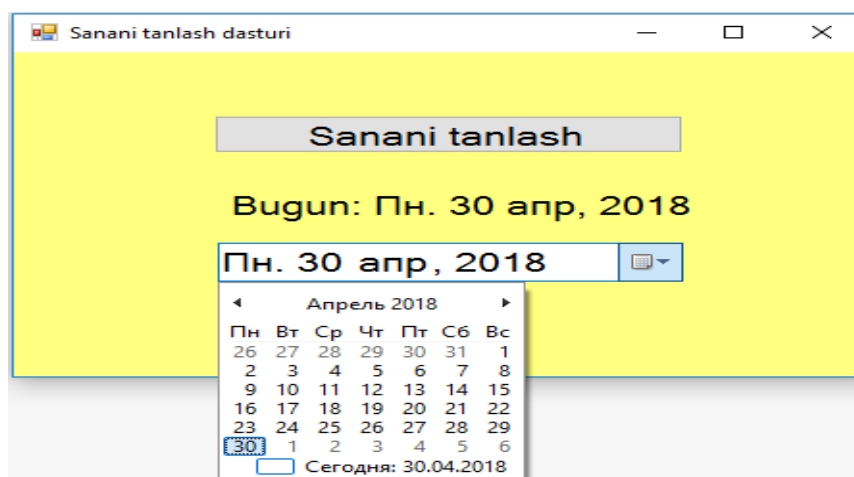 Sanani tanlash dasturi
Sanani tanlash
Bugun: Пн. 30 апр, 2018
Пн. 30 апр, 2018
Апрель 2018
Пн Вт Ср Чт Пт Сб Вс
26 27 28 29 30 31 1
2 3 4 5 6 7 8
9 10 11 12 13 14 15
16 17 18 19 20 21 22
23 24 25 26 27 28 29
30 1 2 3 4 5 6
Сегодня: 30.04.2018